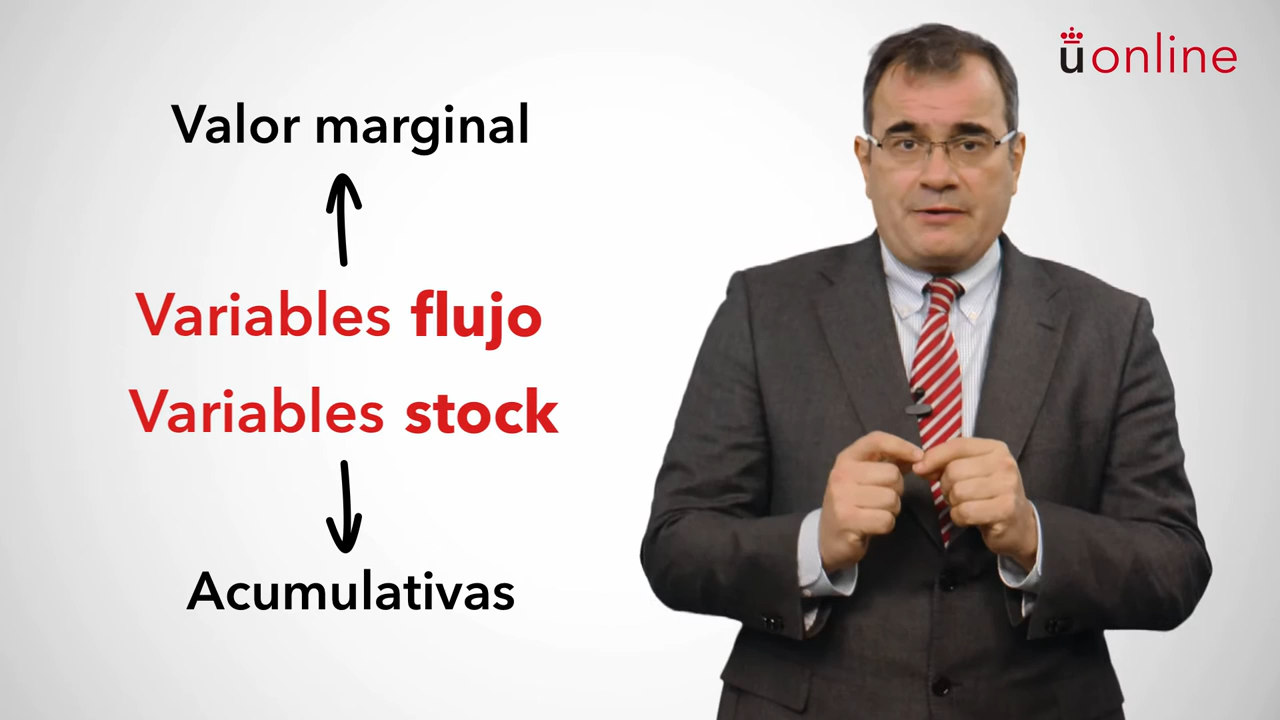 Valor marginal
Variables flujo
Variables stock
Acumulativas
uonline